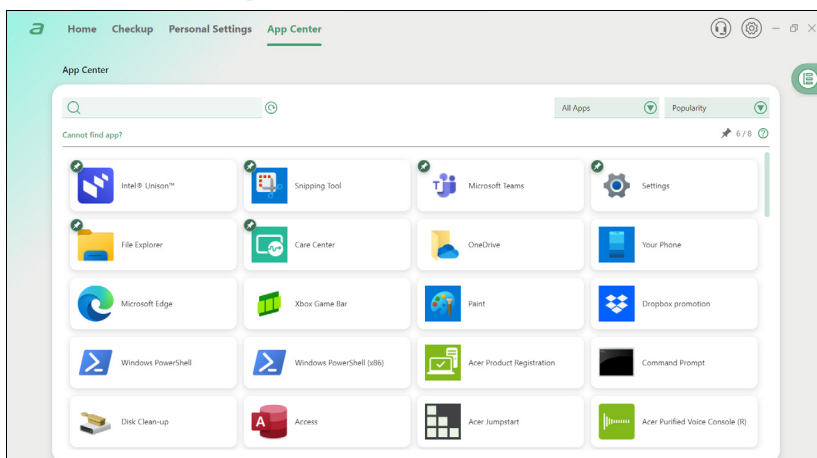 a Home Checkup Personal Settings App Center
App Center
All Apps Popularity
Cannot find app? 6 / 8 ?
Intel® Unison™ Snipping Tool Microsoft Teams Settings
File Explorer Care Center OneDrive Your Phone
Microsoft Edge Xbox Game Bar Paint Dropbox promotion
Windows PowerShell Windows PowerShell (x86) Acer Product Registration Command Prompt
Disk Clean-up A Access Acer Jumpstart Acer Purified Voice Console (R)